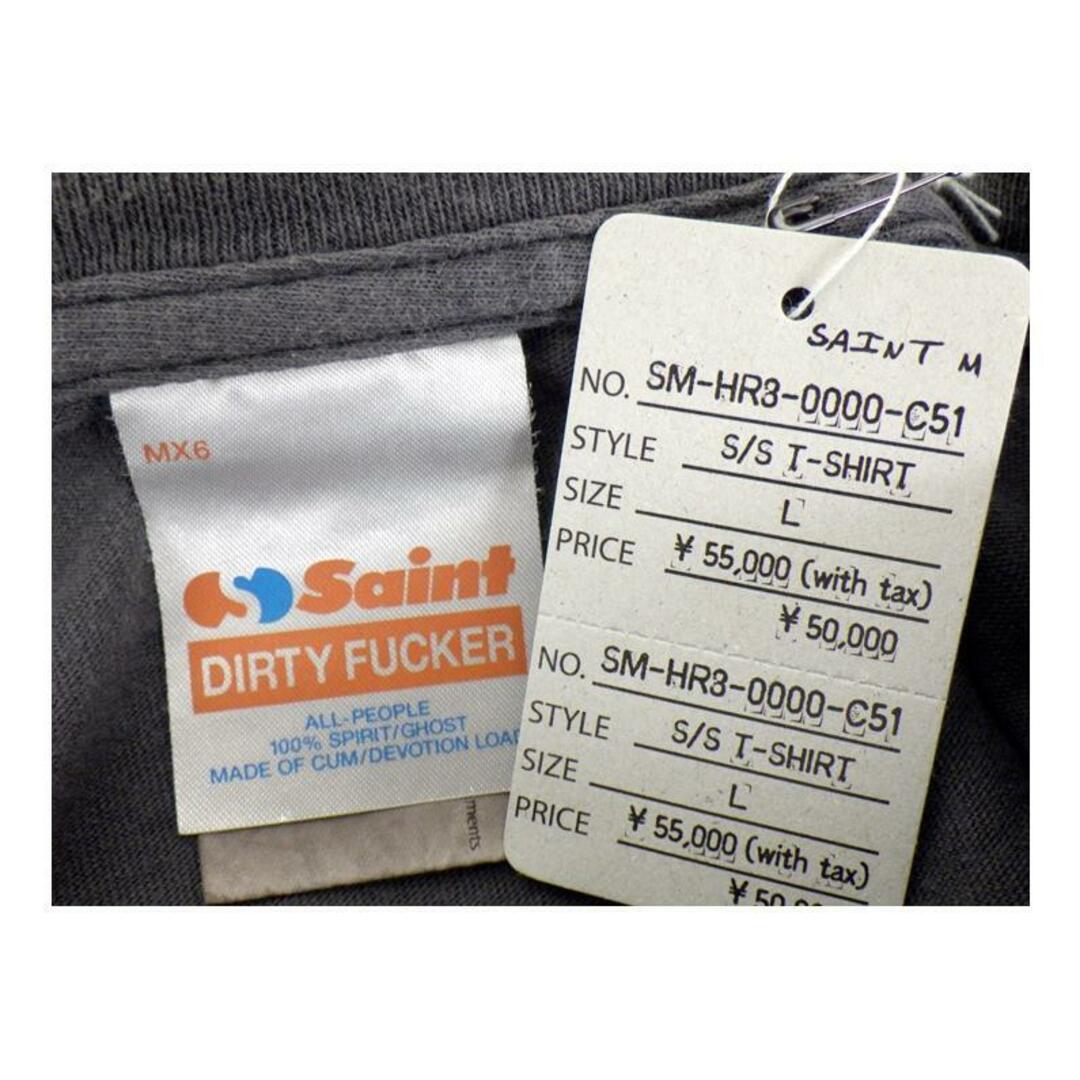 MX6
Saint
DIRTY FUCKER
ALL-PEOPLE
100% SPIRIT/GHOST
MADE OF CUM/DEVOTION LOAD
ments
SAINT M
NO. SM-HR3-0000-C51
STYLE S/S T-SHIRT
SIZE L
PRICE ¥ 55,000 (with tax)
¥ 50,000
NO. SM-HR3-0000-C51
STYLE S/S T-SHIRT
SIZE L
PRICE ¥ 55,000 (with tax)